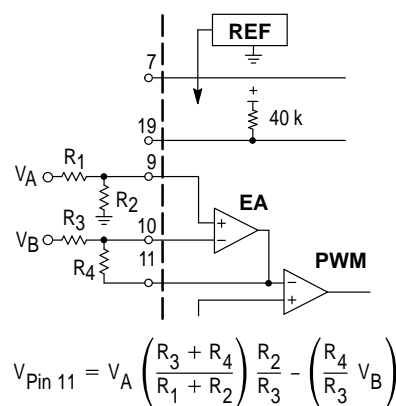 REF
7
+
40 k
19
V_A R_1 9
R_2 + EA
V_B R_3 10 -
R_4 11 PWM
-
+
V_Pin 11 = V_A ( (R_3 + R_4) / (R_1 + R_2) ) R_2 / R_3 - ( R_4 / R_3 V_B )